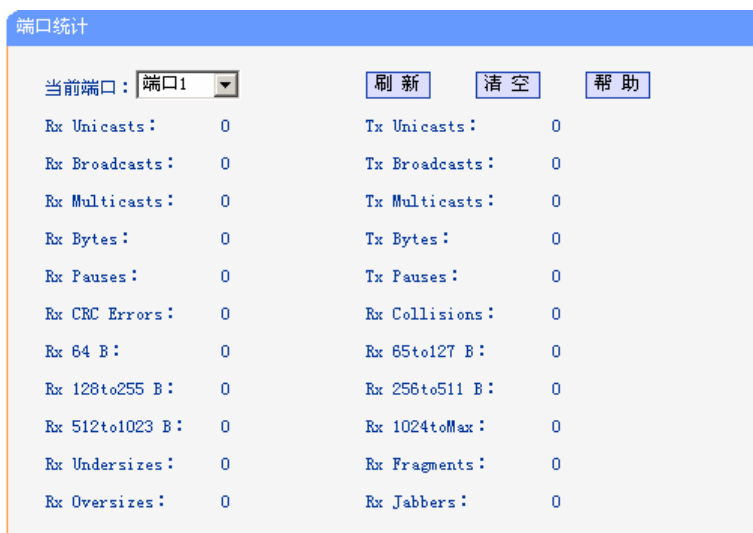 端口统计
当前端口：端口1 刷 新 清 空 帮 助
Rx Unicasts： 0 Tx Unicasts： 0
Rx Broadcasts： 0 Tx Broadcasts： 0
Rx Multicasts： 0 Tx Multicasts： 0
Rx Bytes： 0 Tx Bytes： 0
Rx Pauses： 0 Tx Pauses： 0
Rx CRC Errors： 0 Rx Collisions： 0
Rx 64 B： 0 Rx 65to127 B： 0
Rx 128to255 B： 0 Rx 256to511 B： 0
Rx 512to1023 B： 0 Rx 1024toMax： 0
Rx Undersizes： 0 Rx Fragments： 0
Rx Oversizes： 0 Rx Jabbers： 0